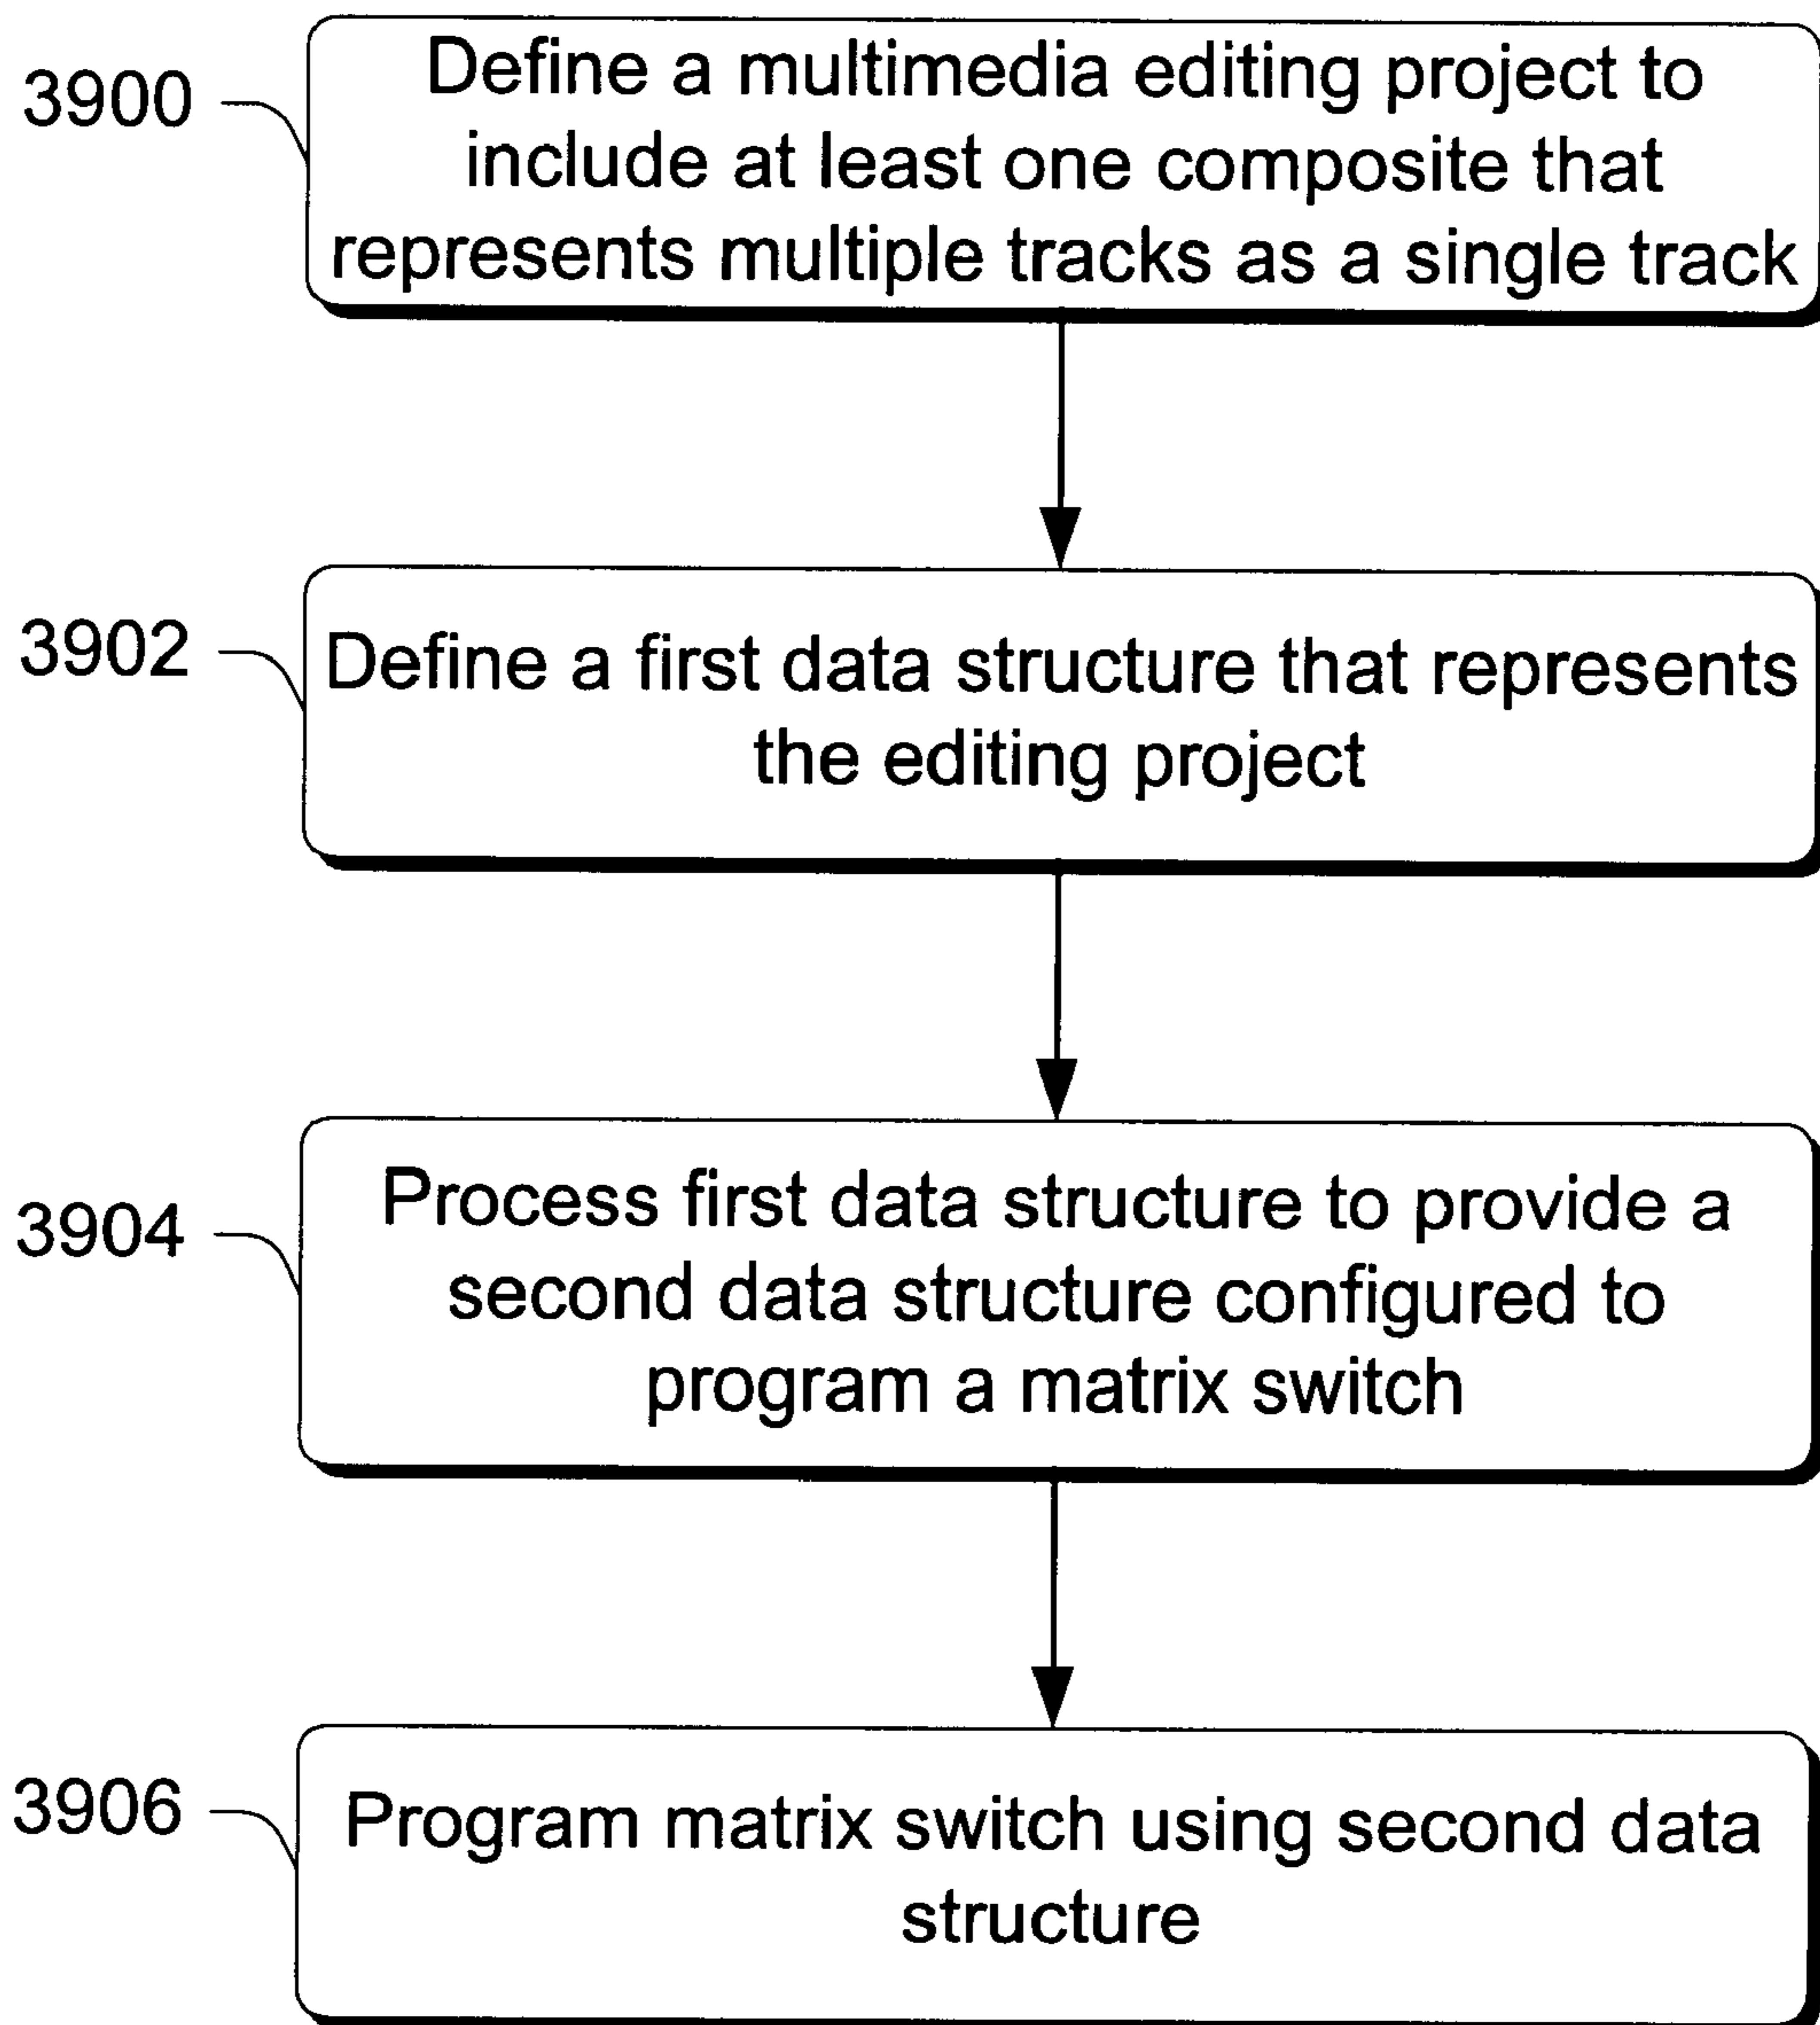 3900
Define a multimedia editing project to
include at least one composite that
represents multiple tracks as a single track
3902
Define a first data structure that represents
the editing project
3904
Process first data structure to provide a
second data structure configured to
program a matrix switch
3906
Program matrix switch using second data
structure